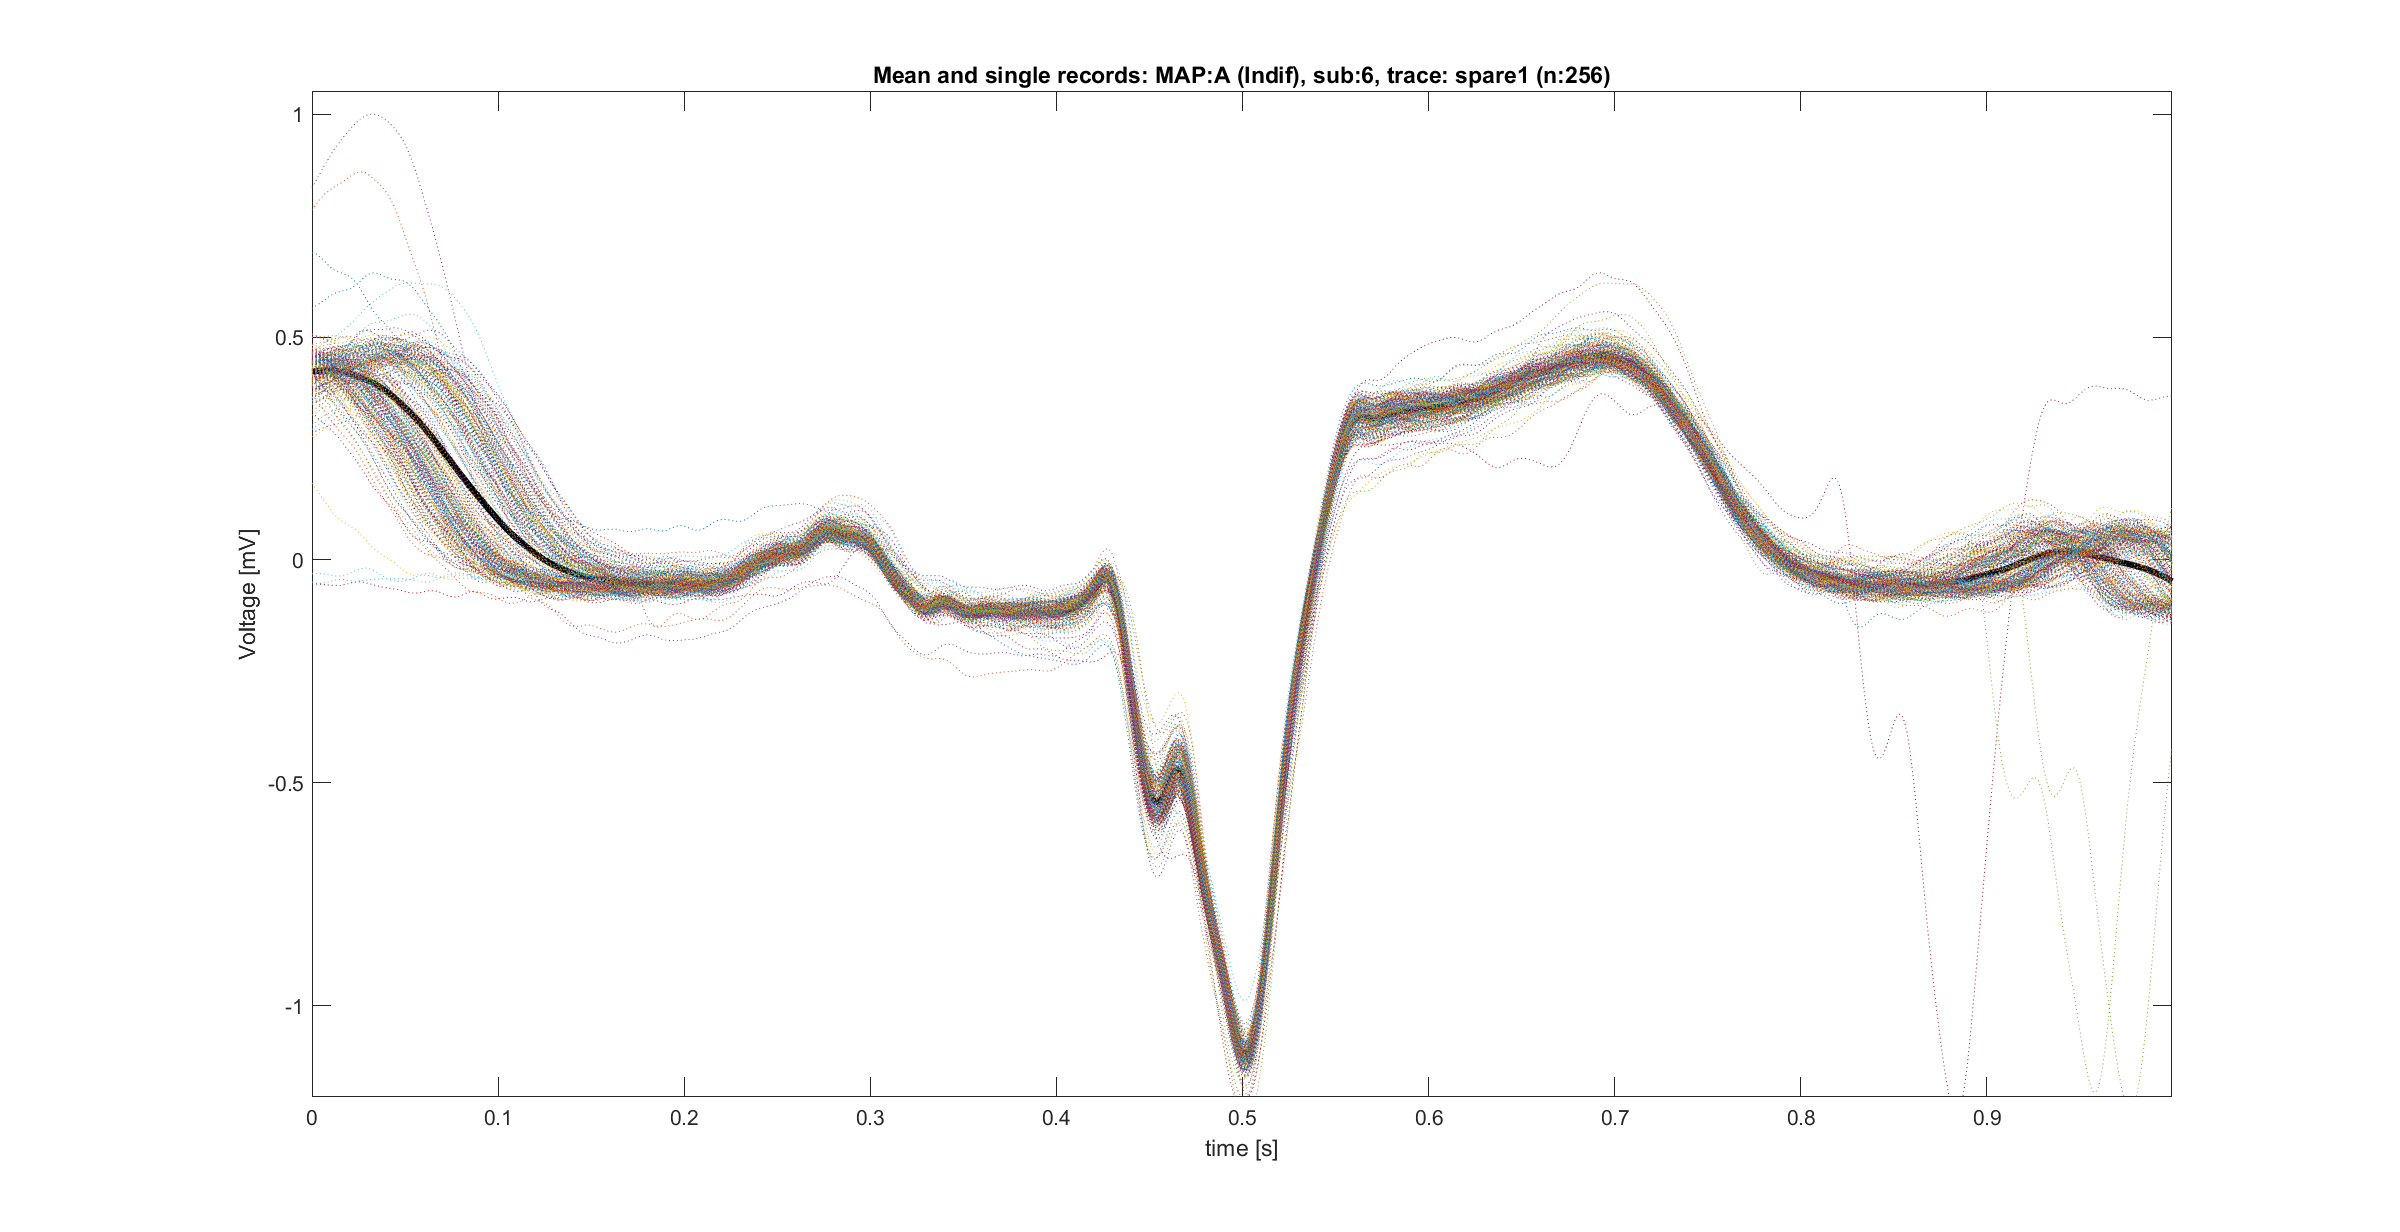 Mean and single records: MAP:A (Indif), sub:6, trace: spare1 (n:256)
1
0.5
0
-0.5
-1
Voltage [mV]
0 0.1 0.2 0.3 0.4 0.5 0.6 0.7 0.8 0.9
time [s]